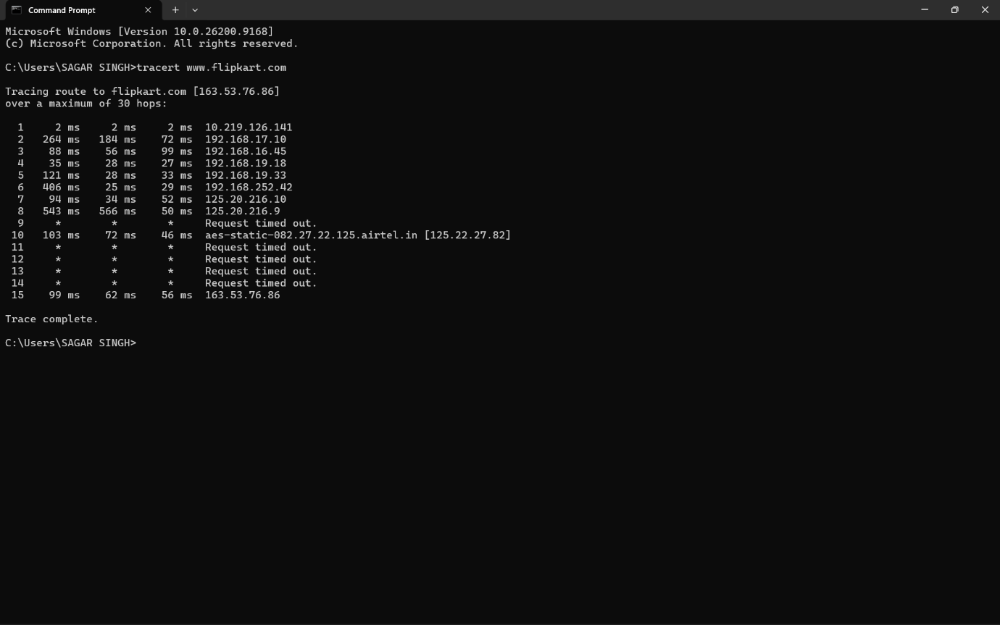 Command Prompt
Microsoft Windows [Version 10.0.26200.9168]
(c) Microsoft Corporation. All rights reserved.
C:\Users\SAGAR SINGH>tracert www.flipkart.com
Tracing route to flipkart.com [163.53.76.86]
over a maximum of 30 hops:
1 2 ms 2 ms 2 ms 10.219.126.141
2 264 ms 184 ms 72 ms 192.168.17.10
3 88 ms 56 ms 99 ms 192.168.16.45
4 35 ms 28 ms 27 ms 192.168.19.18
5 121 ms 28 ms 33 ms 192.168.19.33
6 406 ms 25 ms 29 ms 192.168.252.42
7 94 ms 34 ms 52 ms 125.20.216.10
8 543 ms 566 ms 50 ms 125.20.216.9
9 * * * Request timed out.
10 103 ms 72 ms 46 ms aes-static-082.27.22.125.airtel.in [125.22.27.82]
11 * * * Request timed out.
12 * * * Request timed out.
13 * * * Request timed out.
14 * * * Request timed out.
15 99 ms 62 ms 56 ms 163.53.76.86
Trace complete.
C:\Users\SAGAR SINGH>